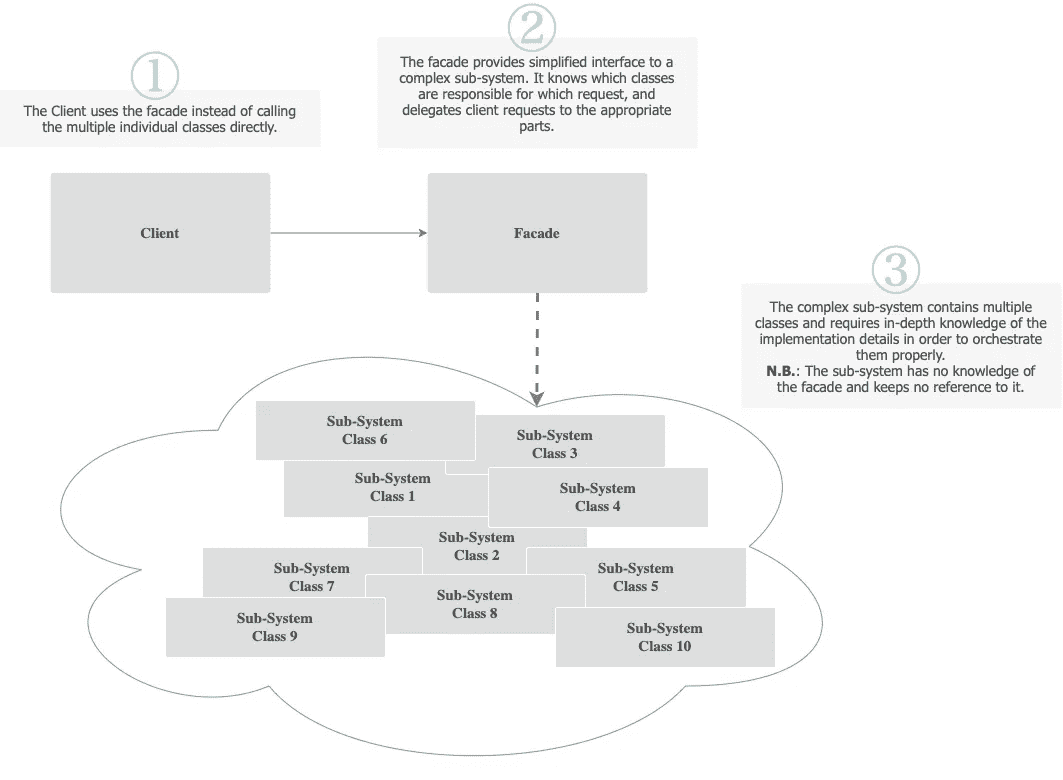 ①
The Client uses the facade instead of calling
the multiple individual classes directly.
②
The facade provides simplified interface to a
complex sub-system. It knows which classes
are responsible for which request, and
delegates client requests to the appropriate
parts.
Client
Facade
③
The complex sub-system contains multiple
classes and requires in-depth knowledge of the
implementation details in order to orchestrate
them properly.
N.B.: The sub-system has no knowledge of
the facade and keeps no reference to it.
Sub-System
Class 6
Sub-System
Class 3
Sub-System
Class 1
Sub-System
Class 4
Sub-System
Class 2
Sub-System
Class 7
Sub-System
Class 5
Sub-System
Class 8
Sub-System
Class 9
Sub-System
Class 10